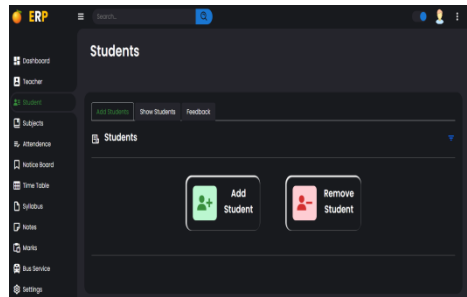 ERP
Search..
Students
Dashboard
Teacher
Student
Subjects
Attendence
Notice Board
Time Table
Syllabus
Notes
Marks
Bus Service
Settings
Add Students Show Students Feedback
Students
Add
Student
Remove
Student